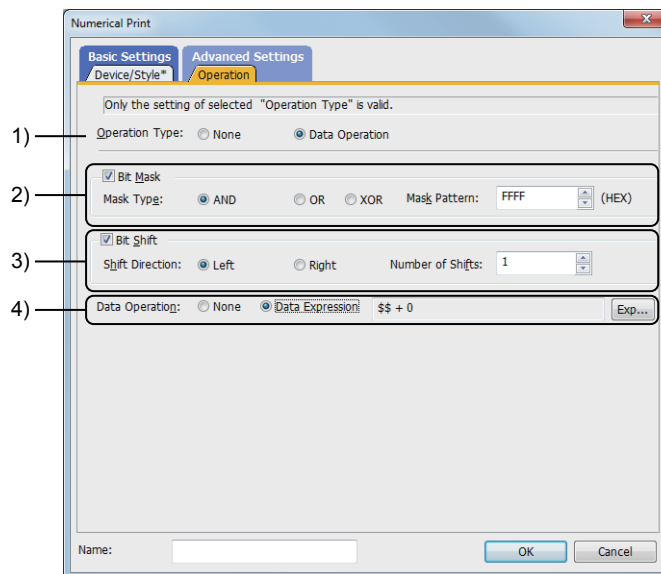 Numerical Print
Basic Settings Advanced Settings
Device/Style* Operation
Only the setting of selected "Operation Type" is valid.
1) Operation Type: None Data Operation
2) Bit Mask
Mask Type: AND OR XOR Mask Pattern: FFFF (HEX)
3) Bit Shift
Shift Direction: Left Right Number of Shifts: 1
4) Data Operation: None Data Expression $$ + 0 Exp...
Name: OK Cancel